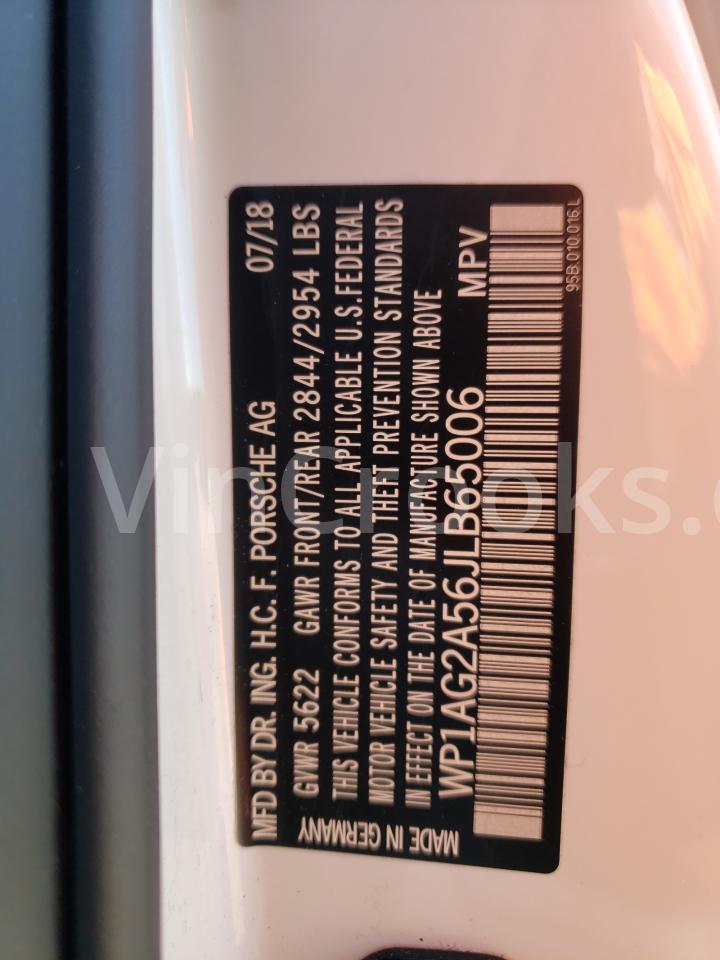 MFD BY DR. ING. H.C. F. PORSCHE AG 07/18
GVWR 5622 GAWR FRONT/REAR 2844/2954 LBS
THIS VEHICLE CONFORMS TO ALL APPLICABLE U.S.FEDERAL
MOTOR VEHICLE SAFETY AND THEFT PREVENTION STANDARDS
IN EFFECT ON THE DATE OF MANUFACTURE SHOWN ABOVE
WP1AG2A56JLB65006 MPV
MADE IN GERMANY
95B.010.016.L
VinCrooks.